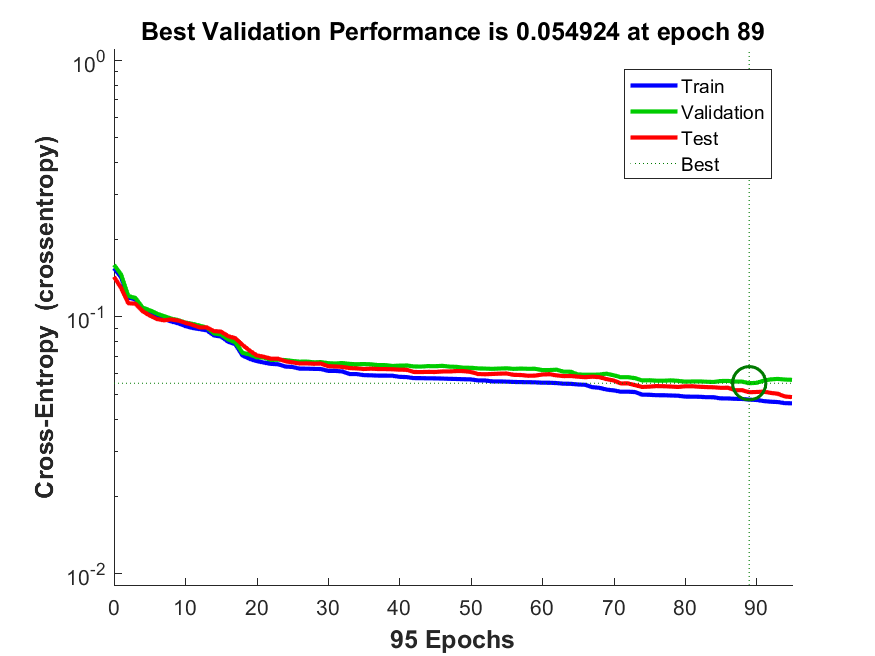 Best Validation Performance is 0.054924 at epoch 89
Cross-Entropy (crossentropy)
10^0
10^-1
10^-2
Train
Validation
Test
Best
0 10 20 30 40 50 60 70 80 90
95 Epochs